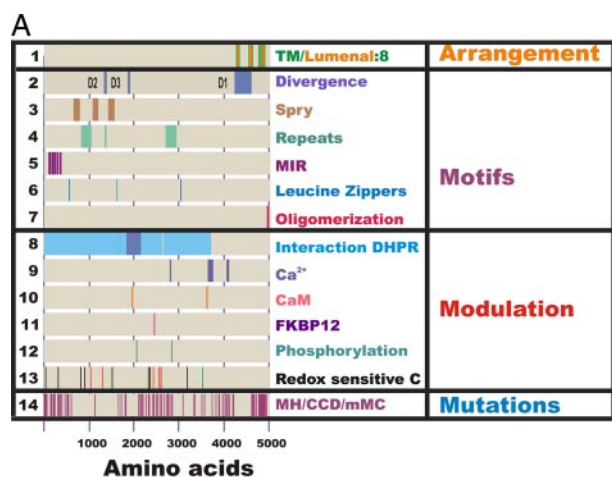 A
1 TM/Lumenal:8 Arrangement
2 D2 D3 D1 Divergence
3 Spry
4 Repeats
5 MIR Motifs
6 Leucine Zippers
7 Oligomerization
8 Interaction DHPR
9 Ca²⁺
10 CaM
11 FKBP12 Modulation
12 Phosphorylation
13 Redox sensitive C
14 MH/CCD/mMC Mutations
1000 2000 3000 4000 5000
Amino acids